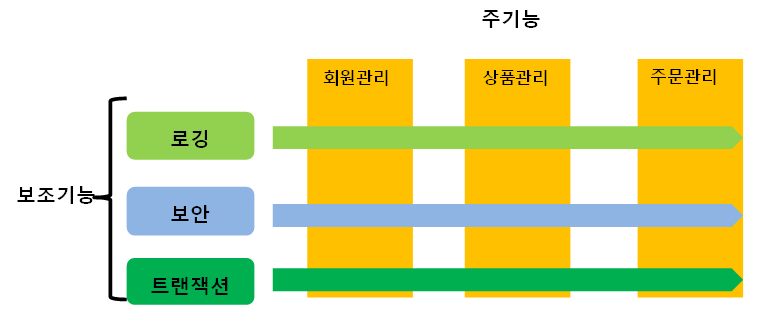 주기능
회원관리
상품관리
주문관리
로깅
보조기능
보안
트랜잭션